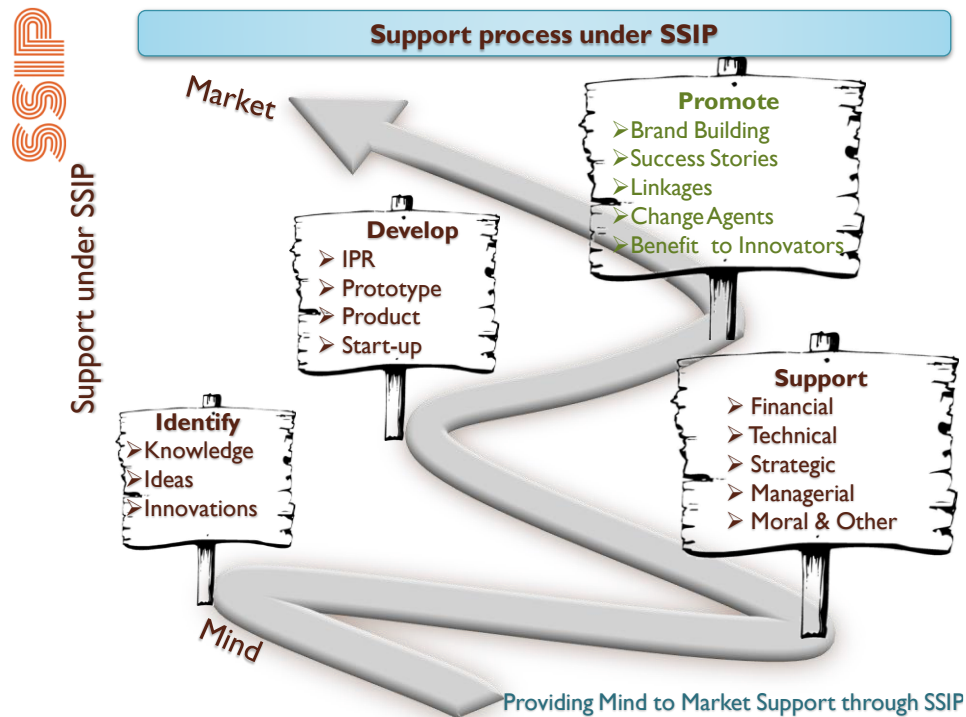 SSIP
Support process under SSIP
Support under SSIP
Market
Promote
➢Brand Building
➢Success Stories
➢Linkages
➢Change Agents
➢Benefit to Innovators
Develop
➢ IPR
➢ Prototype
➢ Product
➢ Start-up
Support
➢ Financial
➢ Technical
➢ Strategic
➢ Managerial
➢ Moral & Other
Identify
➢Knowledge
➢Ideas
➢Innovations
Mind
Providing Mind to Market Support through SSIP